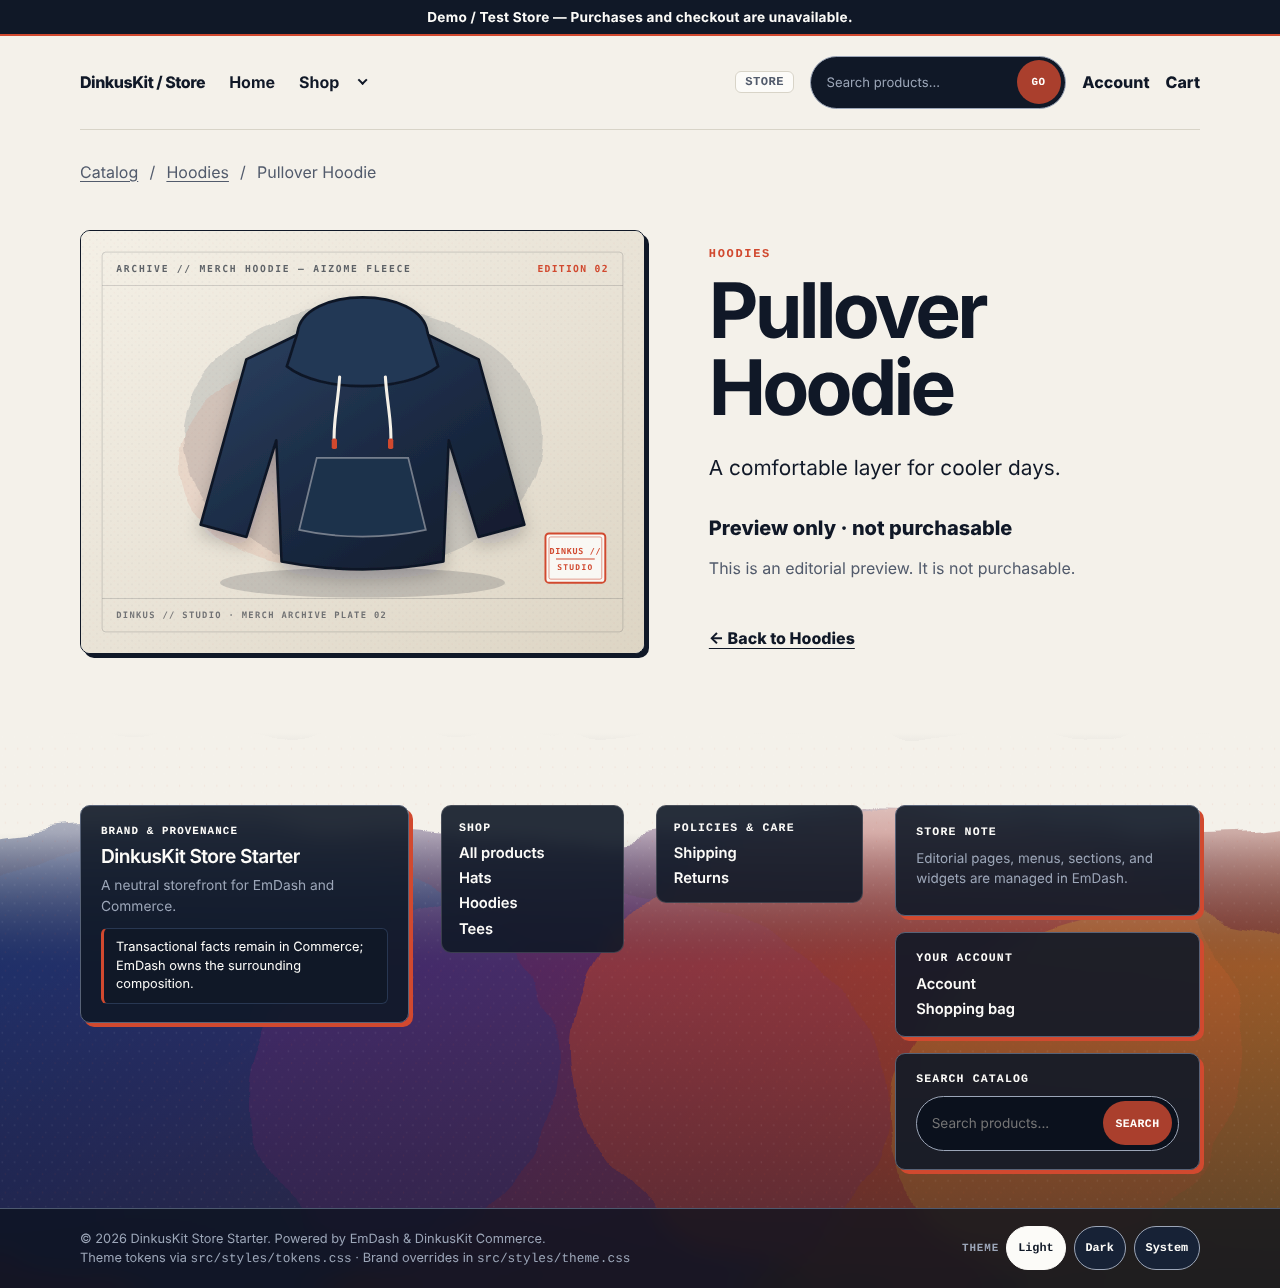 Demo / Test Store — Purchases and checkout are unavailable.
DinkusKit / Store
Home
Shop
STORE
Search products...
GO
Account
Cart
Catalog / Hoodies / Pullover Hoodie
ARCHIVE // MERCH HOODIE — AIZOME FLEECE
EDITION 02
DINKUS //
STUDIO
DINKUS // STUDIO · MERCH ARCHIVE PLATE 02
HOODIES
Pullover
Hoodie
A comfortable layer for cooler days.
Preview only · not purchasable
This is an editorial preview. It is not purchasable.
← Back to Hoodies
BRAND & PROVENANCE
DinkusKit Store Starter
A neutral storefront for EmDash and
Commerce.
Transactional facts remain in Commerce;
EmDash owns the surrounding
composition.
SHOP
All products
Hats
Hoodies
Tees
POLICIES & CARE
Shipping
Returns
STORE NOTE
Editorial pages, menus, sections, and
widgets are managed in EmDash.
YOUR ACCOUNT
Account
Shopping bag
SEARCH CATALOG
Search products...
SEARCH
© 2026 DinkusKit Store Starter. Powered by EmDash & DinkusKit Commerce.
Theme tokens via src/styles/tokens.css · Brand overrides in src/styles/theme.css
THEME
Light
Dark
System